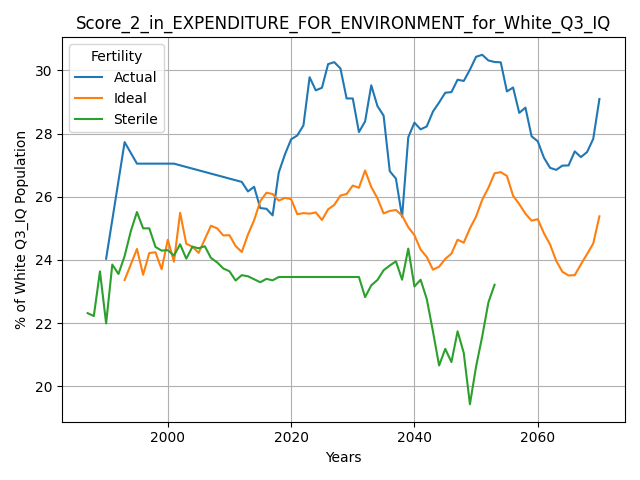 Score_2_in_EXPENDITURE_FOR_ENVIRONMENT_for_White_Q3_IQ
Fertility
Actual
Ideal
Sterile
% of White Q3_IQ Population
30
28
26
24
22
20
2000
2020
2040
2060
Years